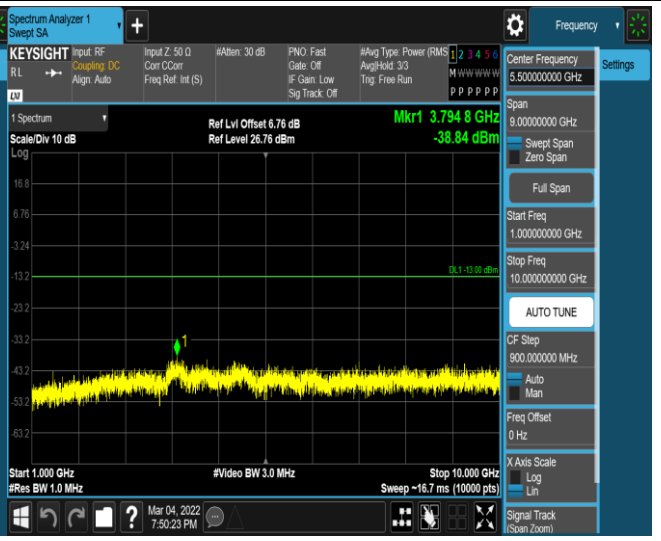 Spectrum Analyzer 1
Swept SA
Frequency
Settings
KEYSIGHT
RL
LXI
Input: RF
Coupling: DC
Align: Auto
Input Z: 50 Ω
Corr CCorr
Freq Ref: Int (S)
#Atten: 30 dB
PNO: Fast
Gate: Off
IF Gain: Low
Sig Track: Off
#Avg Type: Power (RMS
Avg|Hold: 3/3
Trig: Free Run
1 2 3 4 5 6
M W W W W W
P P P P P P
1 Spectrum
Scale/Div 10 dB
Log
Ref Lvl Offset 6.76 dB
Ref Level 26.76 dBm
Mkr1 3.794 8 GHz
-38.84 dBm
16.8
6.76
-3.24
-13.2
-23.2
-33.2
-43.2
-53.2
-63.2
DL1 -13.00 dBm
1
Start 1.000 GHz
#Res BW 1.0 MHz
#Video BW 3.0 MHz
Stop 10.000 GHz
Sweep ~16.7 ms (10000 pts)
Center Frequency
5.500000000 GHz
Span
9.00000000 GHz
Swept Span
Zero Span
Full Span
Start Freq
1.000000000 GHz
Stop Freq
10.00000000 GHz
AUTO TUNE
CF Step
900.000000 MHz
Auto
Man
Freq Offset
0 Hz
X Axis Scale
Log
Lin
Signal Track
(Span Zoom)
?
Mar 04, 2022
7:50:23 PM